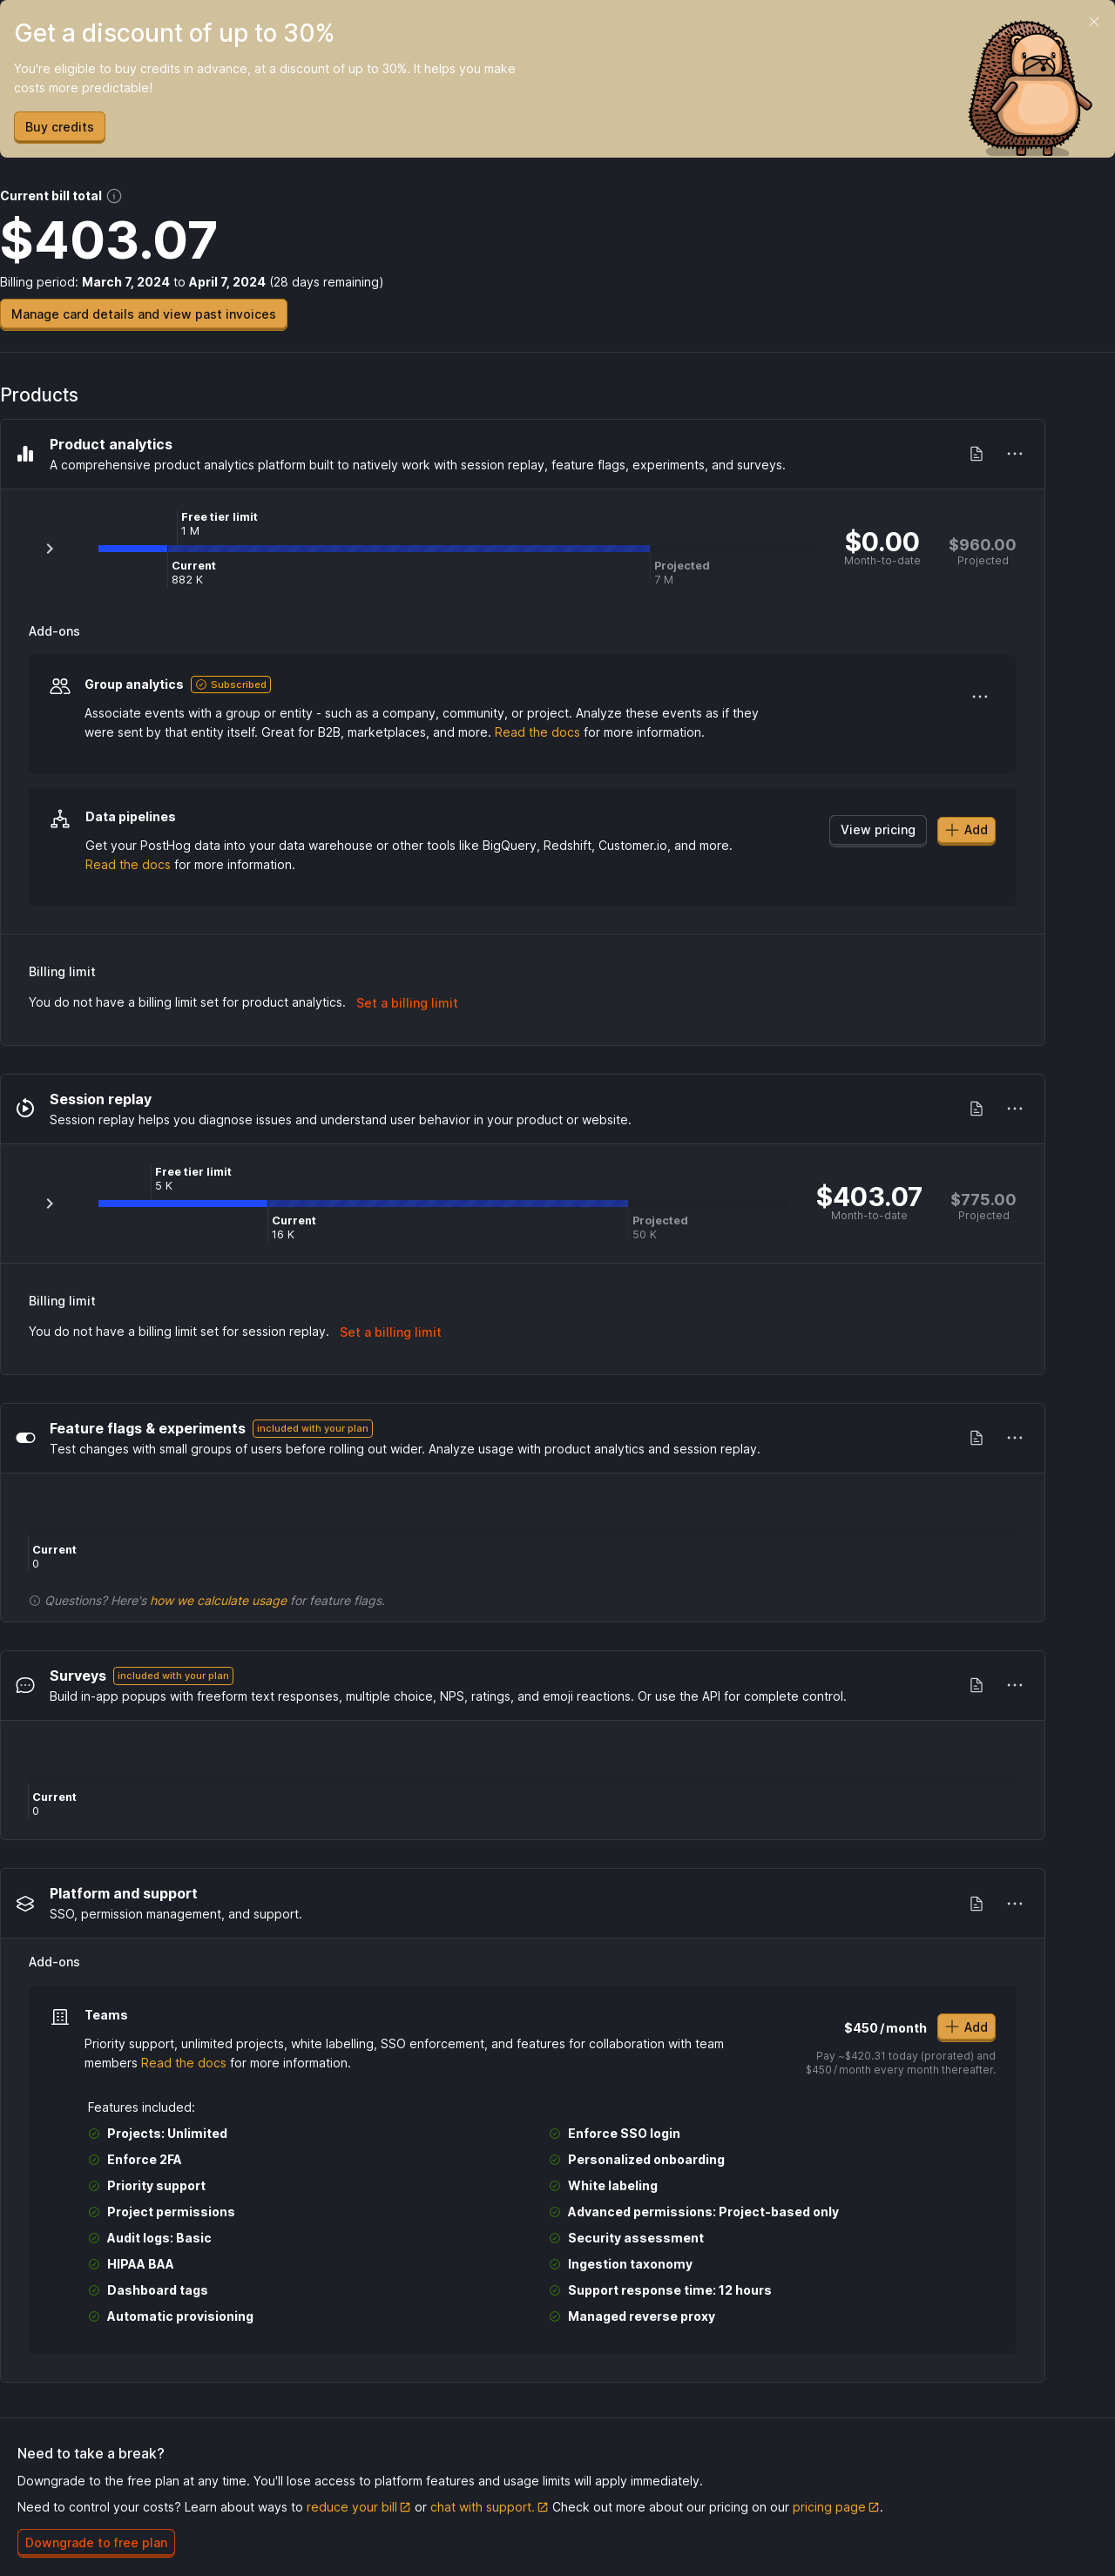 Get a discount of up to 30%
You're eligible to buy credits in advance, at a discount of up to 30%. It helps you make
costs more predictable!
Buy credits
Current bill total
$403.07
Billing period: March 7, 2024 to April 7, 2024 (28 days remaining)
Manage card details and view past invoices
Products
Product analytics
A comprehensive product analytics platform built to natively work with session replay, feature flags, experiments, and surveys.
Free tier limit
1 M
Current
882 K
Projected
7 M
$0.00
Month-to-date
$960.00
Projected
Add-ons
Group analytics
Subscribed
Associate events with a group or entity - such as a company, community, or project. Analyze these events as if they
were sent by that entity itself. Great for B2B, marketplaces, and more. Read the docs for more information.
Data pipelines
Get your PostHog data into your data warehouse or other tools like BigQuery, Redshift, Customer.io, and more.
Read the docs for more information.
View pricing
Add
Billing limit
You do not have a billing limit set for product analytics. Set a billing limit
Session replay
Session replay helps you diagnose issues and understand user behavior in your product or website.
Free tier limit
5 K
Current
16 K
Projected
50 K
$403.07
Month-to-date
$775.00
Projected
Billing limit
You do not have a billing limit set for session replay. Set a billing limit
Feature flags & experiments
included with your plan
Test changes with small groups of users before rolling out wider. Analyze usage with product analytics and session replay.
Current
0
Questions? Here's how we calculate usage for feature flags.
Surveys
included with your plan
Build in-app popups with freeform text responses, multiple choice, NPS, ratings, and emoji reactions. Or use the API for complete control.
Current
0
Platform and support
SSO, permission management, and support.
Add-ons
Teams
Priority support, unlimited projects, white labelling, SSO enforcement, and features for collaboration with team
members Read the docs for more information.
$450/month
Add
Pay ~$420.31 today (prorated) and
$450/month every month thereafter.
Features included:
Projects: Unlimited
Enforce SSO login
Enforce 2FA
Personalized onboarding
Priority support
White labeling
Project permissions
Advanced permissions: Project-based only
Audit logs: Basic
Security assessment
HIPAA BAA
Ingestion taxonomy
Dashboard tags
Support response time: 12 hours
Automatic provisioning
Managed reverse proxy
Need to take a break?
Downgrade to the free plan at any time. You'll lose access to platform features and usage limits will apply immediately.
Need to control your costs? Learn about ways to reduce your bill or chat with support. Check out more about our pricing on our pricing page.
Downgrade to free plan